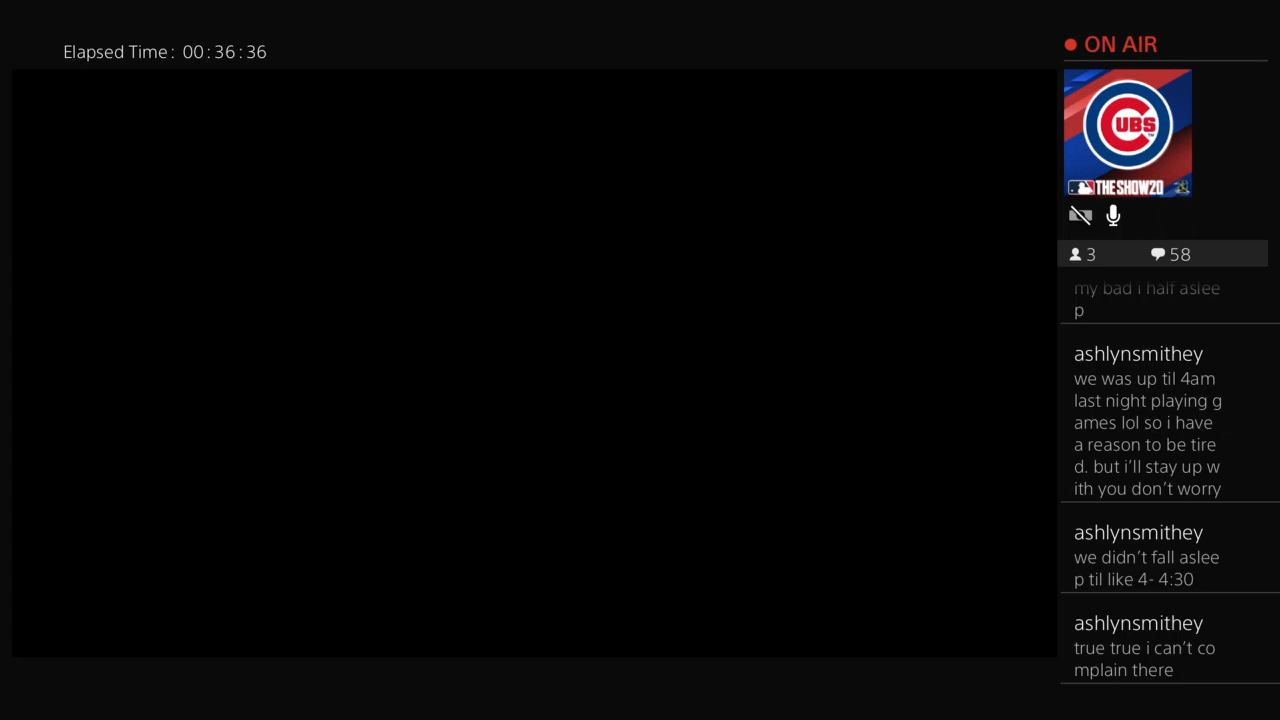 Elapsed Time: 00:36:36
ON AIR
CUBS
THE SHOW20
3
58
my bad i half aslee
p
ashlynsmithey
we was up til 4am
last night playing g
ames lol so i have
a reason to be tire
d. but i'll stay up w
ith you don't worry
ashlynsmithey
we didn't fall aslee
p til like 4- 4:30
ashlynsmithey
true true i can't co
mplain there